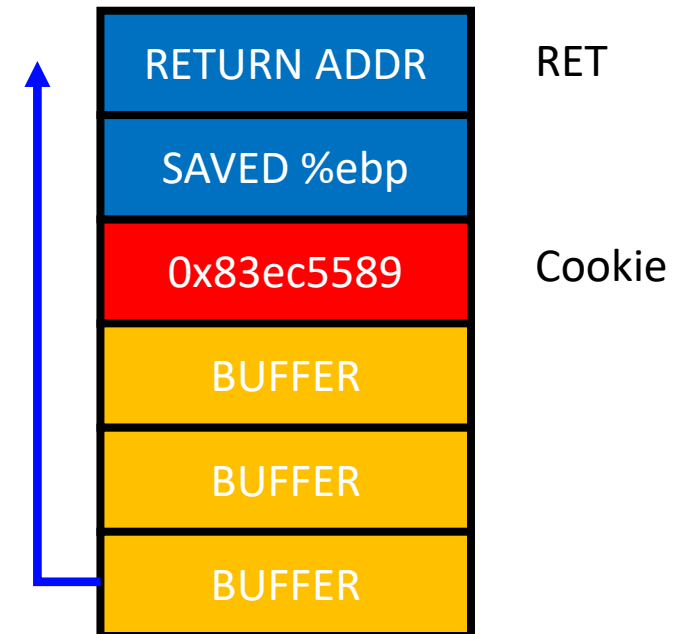 RETURN ADDR RET
SAVED %ebp
0x83ec5589 Cookie
BUFFER
BUFFER
BUFFER